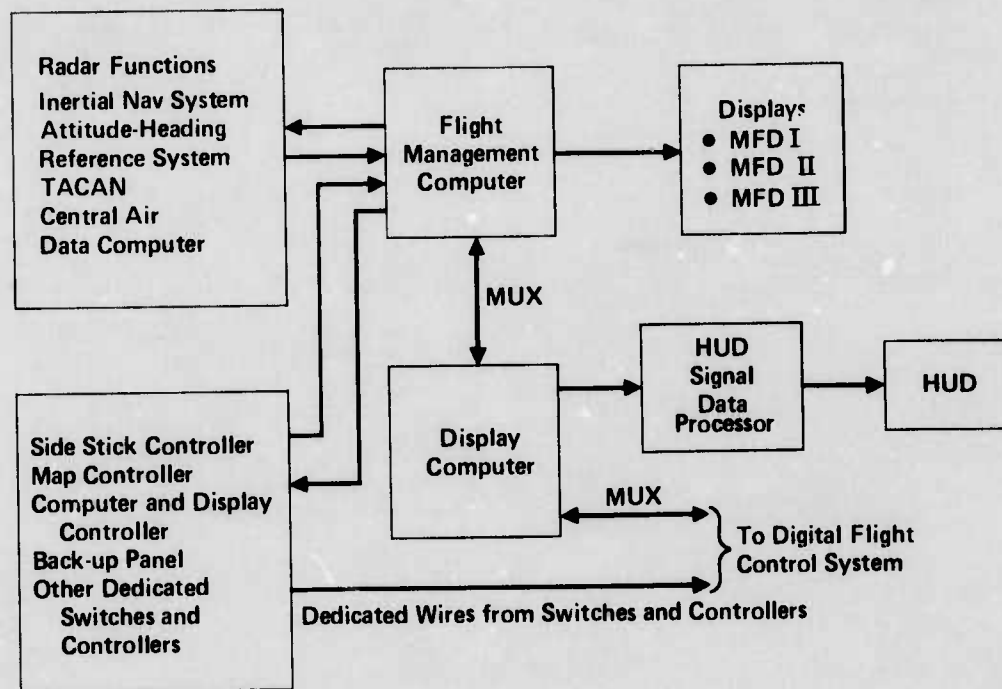 Radar Functions
Inertial Nav System
Attitude-Heading
Reference System
TACAN
Central Air
Data Computer
Flight
Management
Computer
Displays
• MFD I
• MFD II
• MFD III
MUX
Display
Computer
HUD
Signal
Data
Processor
HUD
Side Stick Controller
Map Controller
Computer and Display
Controller
Back-up Panel
Other Dedicated
Switches and
Controllers
MUX
To Digital Flight
Control System
Dedicated Wires from Switches and Controllers